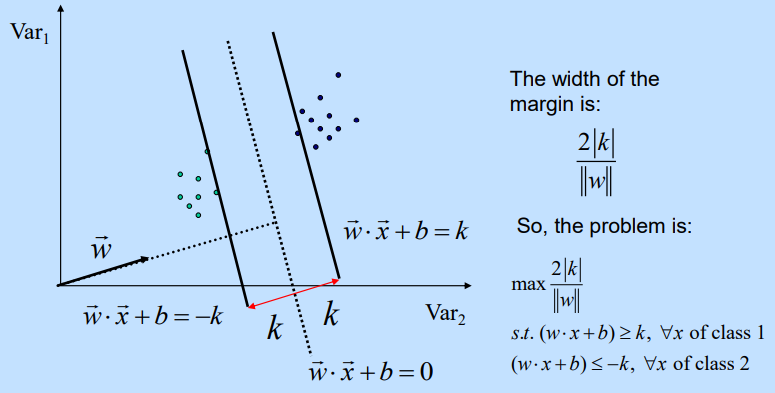 Var₁
The width of the
margin is:
2|k|
‖w‖
w⃗
w⃗·x⃗+b=k
So, the problem is:
max 2|k| / ‖w‖
s.t. (w·x+b)≥k, ∀x of class 1
(w·x+b)≤−k, ∀x of class 2
w⃗·x⃗+b=−k
k
k
Var₂
w⃗·x⃗+b=0